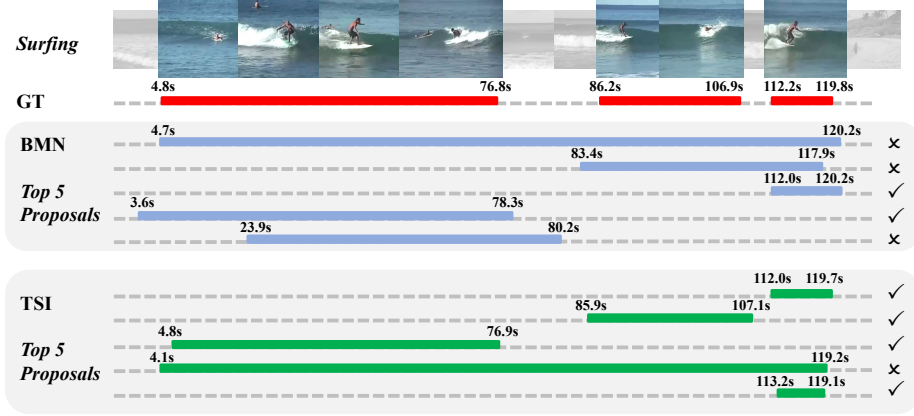 Surfing
4.8s 76.8s 86.2s 106.9s 112.2s 119.8s
GT
4.7s 120.2s
BMN
83.4s 117.9s
112.0s 120.2s
Top 5
Proposals
3.6s 78.3s
23.9s 80.2s
112.0s 119.7s
TSI
85.9s 107.1s
4.8s 76.9s
Top 5
4.1s 119.2s
Proposals
113.2s 119.1s